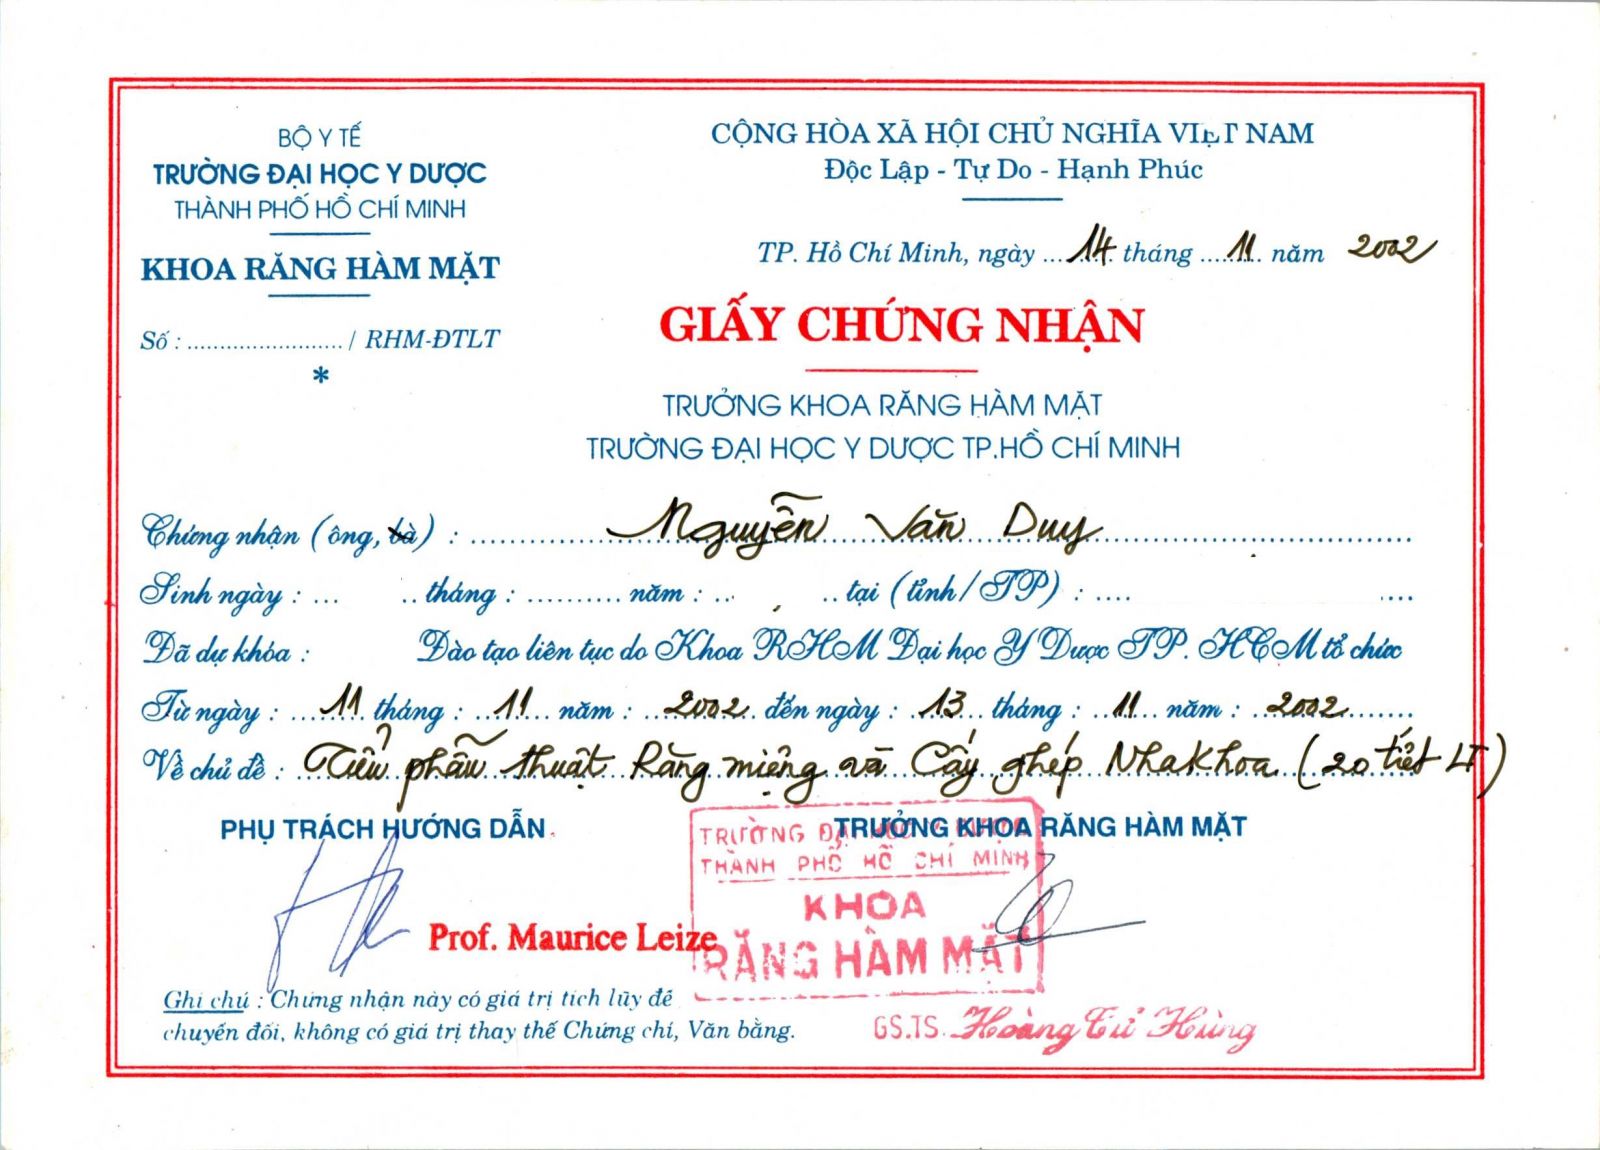 BỘ Y TẾ
TRƯỜNG ĐẠI HỌC Y DƯỢC
THÀNH PHỐ HỒ CHÍ MINH
KHOA RĂNG HÀM MẶT
Số : ........................ / RHM-ĐTLT
*
CỘNG HÒA XÃ HỘI CHỦ NGHĨA VIỆT NAM
Độc Lập - Tự Do - Hạnh Phúc
TP. Hồ Chí Minh, ngày ... 14 tháng ... 11 ... năm 2002
GIẤY CHỨNG NHẬN
TRƯỞNG KHOA RĂNG HÀM MẶT
TRƯỜNG ĐẠI HỌC Y DƯỢC TP.HỒ CHÍ MINH
Chứng nhận (ông, bà) : Nguyễn Văn Duy
Sinh ngày : ... .. tháng : .......... năm : .. .. tại (tỉnh/TP) : .... ....
Đã dự khóa : Đào tạo liên tục do Khoa RHM Đại học Y Dược TP. HCM tổ chức
Từ ngày : ...... 11 tháng : ... 11 ... năm : ... 2002 đến ngày : ... 13 tháng : ... 11 ... năm : ... 2002 ........
Về chủ đề : Tiểu phẫu thuật Răng miệng và Cấy ghép Nha Khoa (20 tiết LT)
PHỤ TRÁCH HƯỚNG DẪN
TRƯỞNG KHOA RĂNG HÀM MẶT
TRƯỜNG ĐẠI HỌC Y DƯỢC
THÀNH PHỐ HỒ CHÍ MINH
KHOA
RĂNG HÀM MẶT
Prof. Maurice Leize
Ghi chú : Chứng nhận này có giá trị tích lũy để
chuyển đổi, không có giá trị thay thế Chứng chỉ, Văn bằng.
GS.TS. Hoàng Tử Hùng